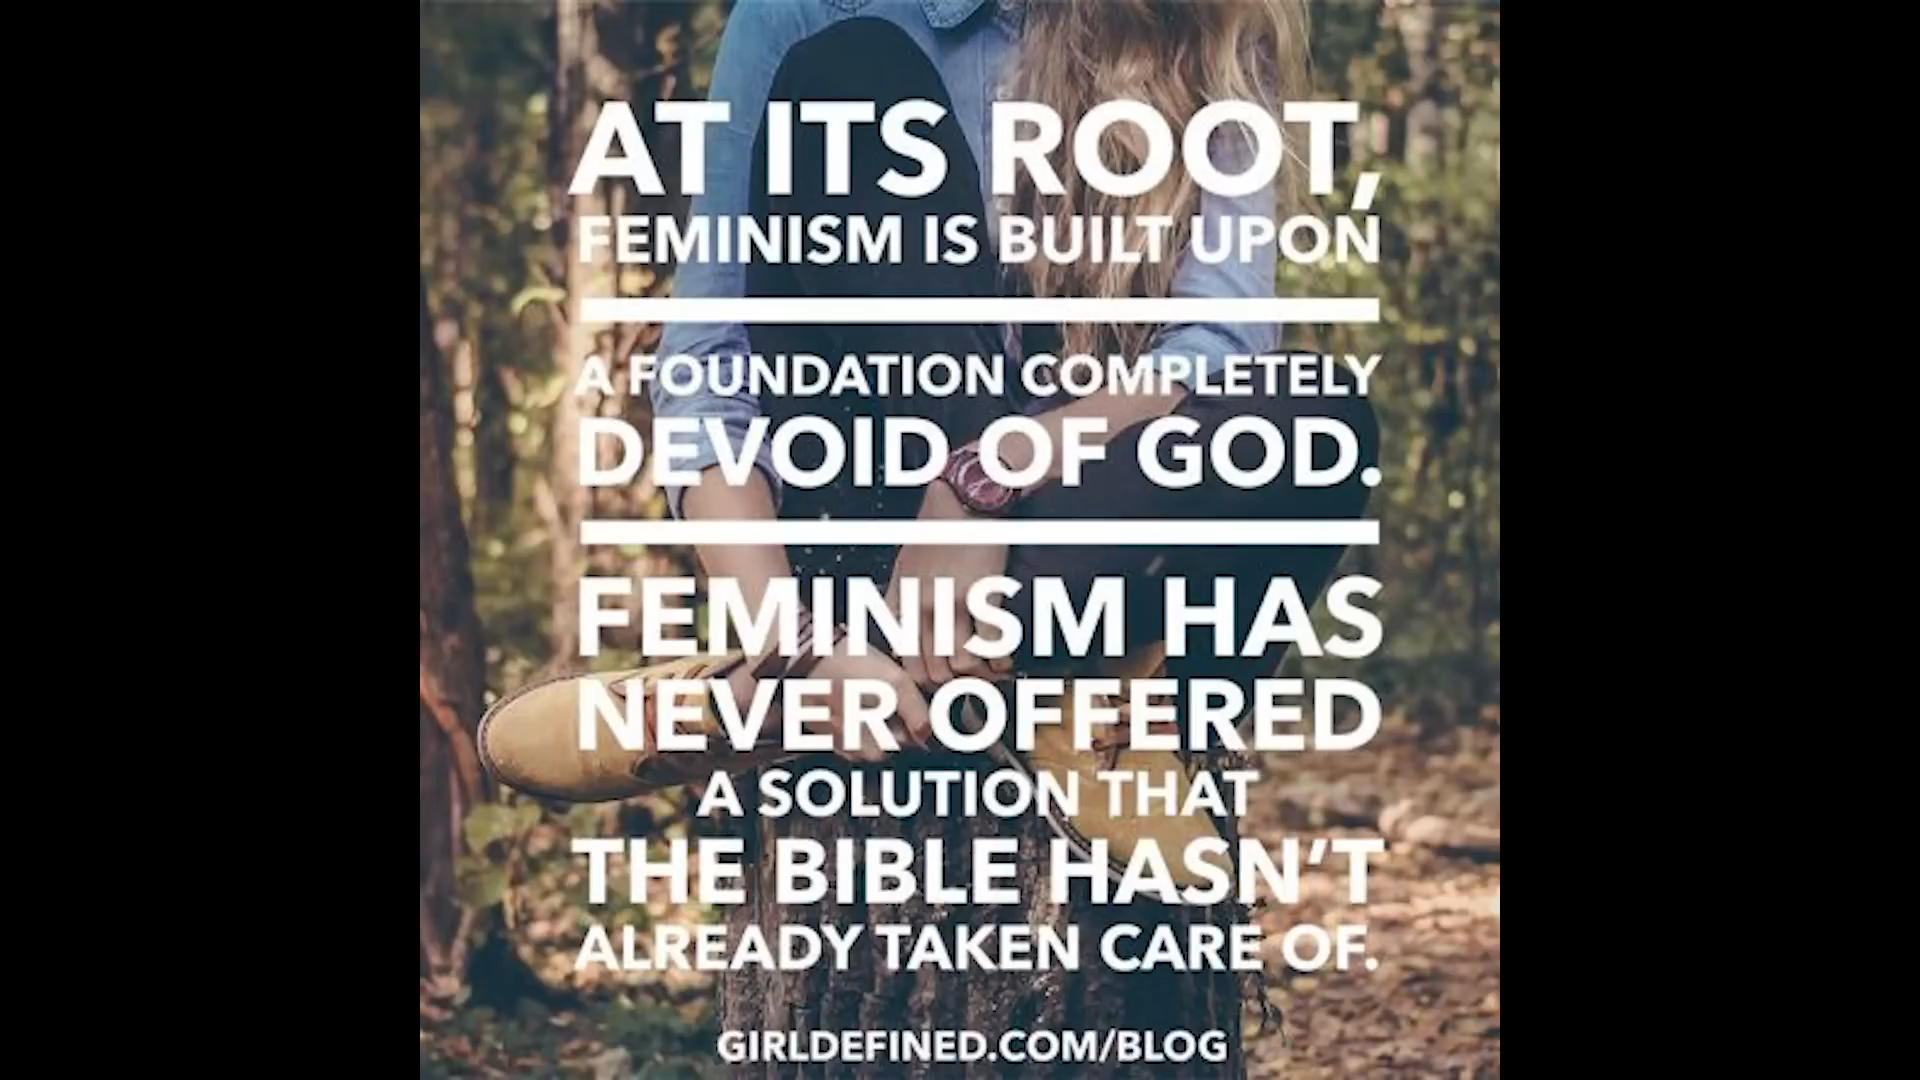 AT ITS ROOT,
FEMINISM IS BUILT UPON
A FOUNDATION COMPLETELY
DEVOID OF GOD.
FEMINISM HAS
NEVER OFFERED
A SOLUTION THAT
THE BIBLE HASN'T
ALREADY TAKEN CARE OF.
GIRLDEFINED.COM/BLOG